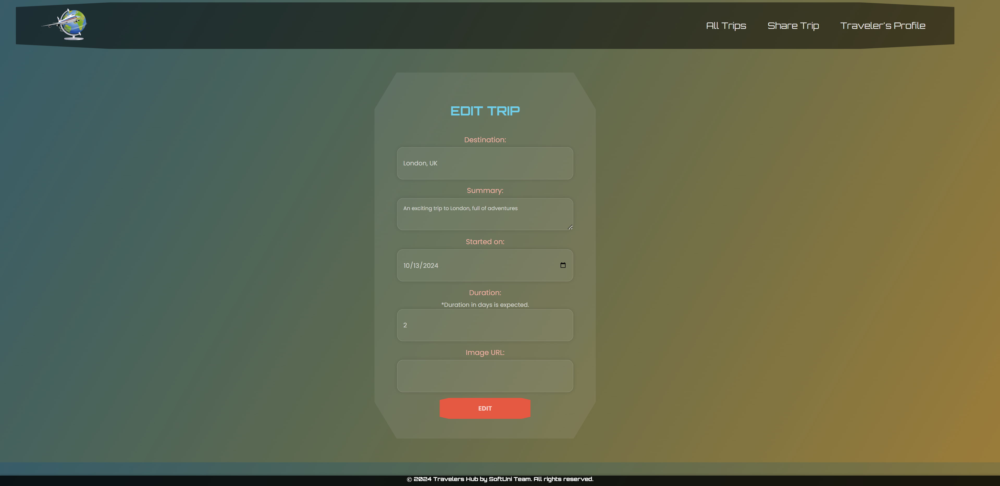 All Trips Share Trip Traveler's Profile
EDIT TRIP
Destination:
London, UK
Summary:
An exciting trip to London, full of adventures
Started on:
10/13/2024
Duration:
*Duration in days is expected.
2
Image URL:
EDIT
© 2024 Travelers Hub by SoftUni Team. All rights reserved.